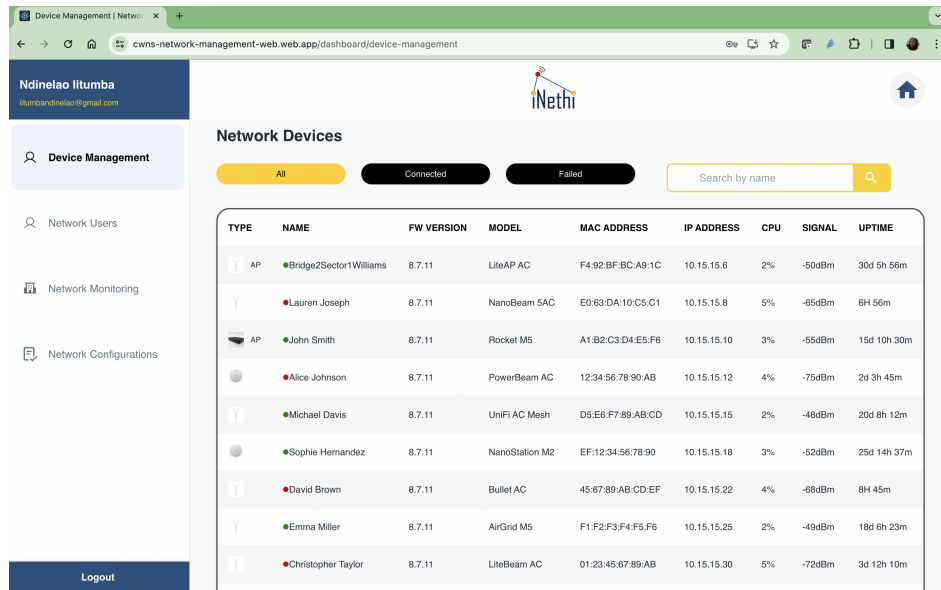 Device Management | Networ
cwns-network-management-web.web.app/dashboard/device-management
Ndinelao Iitumba
iitumbandinelao@gmail.com
iNethi
Device Management
Network Users
Network Monitoring
Network Configurations
Logout
Network Devices
All Connected Failed Search by name
TYPE NAME FW VERSION MODEL MAC ADDRESS IP ADDRESS CPU SIGNAL UPTIME
AP Bridge2Sector1Williams 8.7.11 LiteAP AC F4:92:BF:BC:A9:1C 10.15.15.6 2% -50dBm 30d 5h 56m
Lauren Joseph 8.7.11 NanoBeam 5AC E0:63:DA:10:C5:C1 10.15.15.8 5% -65dBm 6H 56m
AP John Smith 8.7.11 Rocket M5 A1:B2:C3:D4:E5:F6 10.15.15.10 3% -55dBm 15d 10h 30m
Alice Johnson 8.7.11 PowerBeam AC 12:34:56:78:90:AB 10.15.15.12 4% -75dBm 2d 3h 45m
Michael Davis 8.7.11 UniFi AC Mesh D5:E6:F7:89:AB:CD 10.15.15.15 2% -48dBm 20d 8h 12m
Sophie Hernandez 8.7.11 NanoStation M2 EF:12:34:56:78:90 10.15.15.18 3% -52dBm 25d 14h 37m
David Brown 8.7.11 Bullet AC 45:67:89:AB:CD:EF 10.15.15.22 4% -68dBm 8H 45m
Emma Miller 8.7.11 AirGrid M5 F1:F2:F3:F4:F5:F6 10.15.15.25 2% -49dBm 18d 6h 23m
Christopher Taylor 8.7.11 LiteBeam AC 01:23:45:67:89:AB 10.15.15.30 5% -72dBm 3d 12h 10m